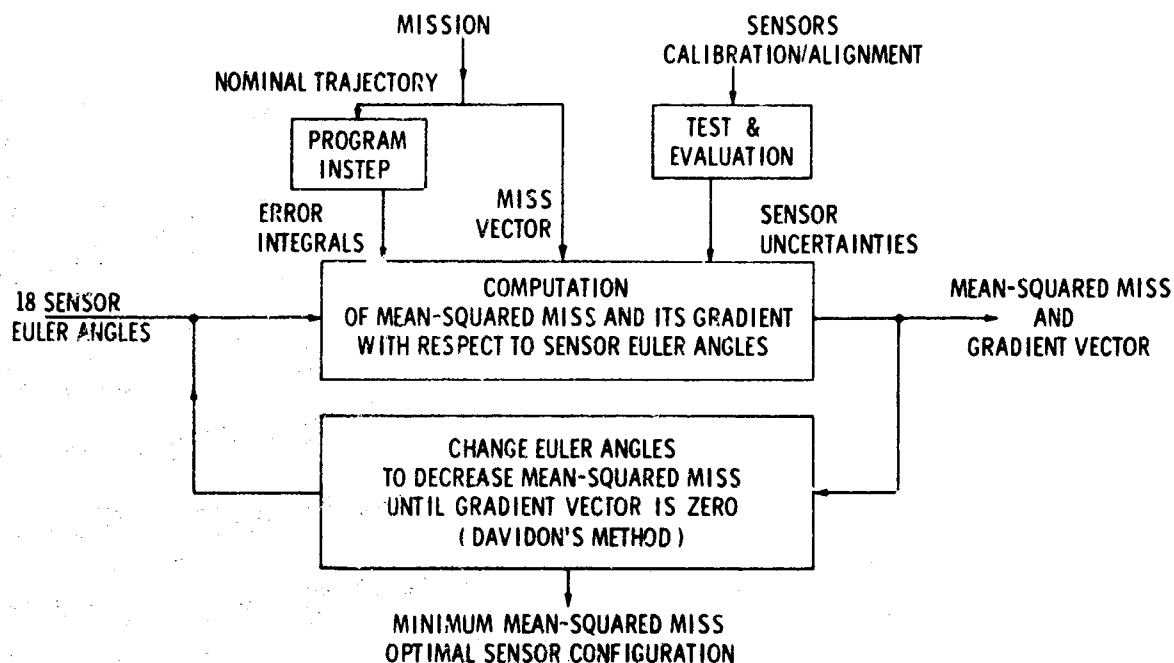 MISSION
SENSORS
CALIBRATION/ALIGNMENT
NOMINAL TRAJECTORY
PROGRAM
INSTEP
TEST &
EVALUATION
ERROR
INTEGRALS
MISS
VECTOR
SENSOR
UNCERTAINTIES
18 SENSOR
EULER ANGLES
COMPUTATION
OF MEAN-SQUARED MISS AND ITS GRADIENT
WITH RESPECT TO SENSOR EULER ANGLES
MEAN-SQUARED MISS
AND
GRADIENT VECTOR
CHANGE EULER ANGLES
TO DECREASE MEAN-SQUARED MISS
UNTIL GRADIENT VECTOR IS ZERO
(DAVIDON'S METHOD)
MINIMUM MEAN-SQUARED MISS
OPTIMAL SENSOR CONFIGURATION